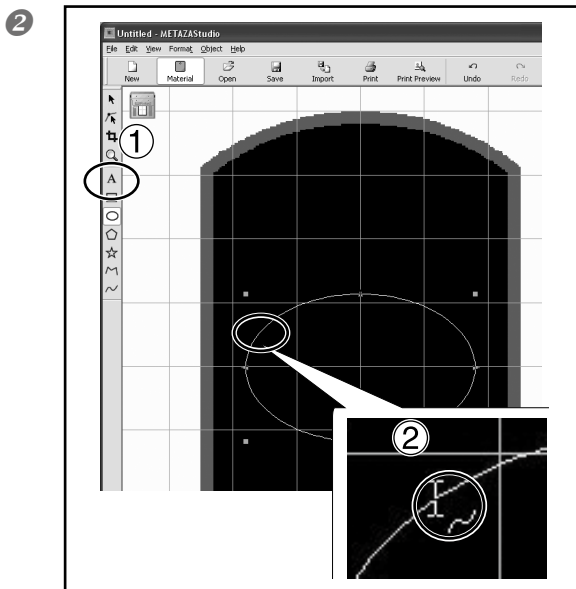 2
Untitled - METAZAStudio
File Edit View Format Object Help
New Material Open Save Import Print Print Preview Undo Redo
1
A
2